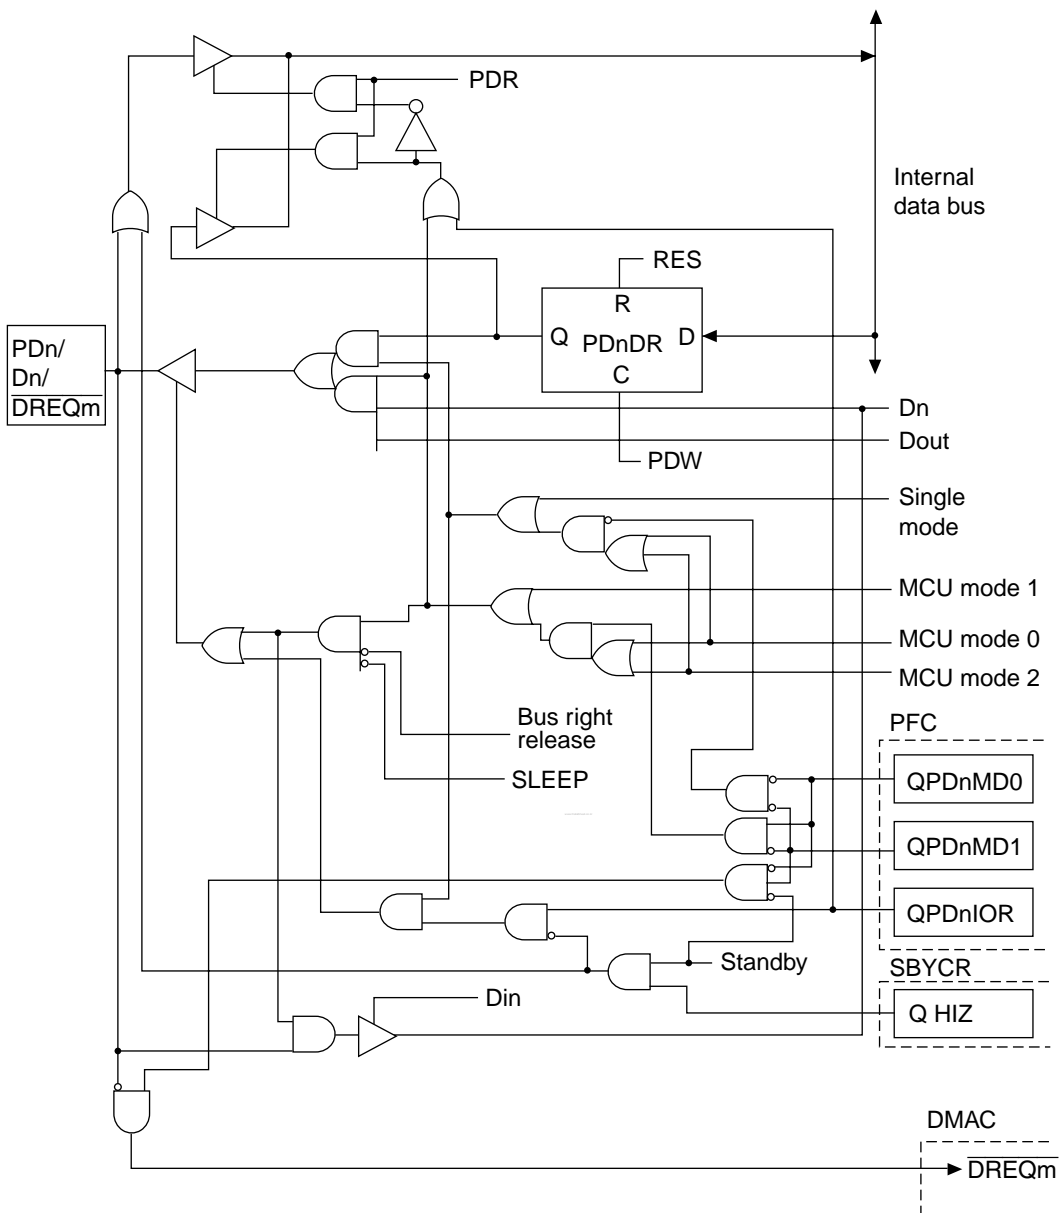 PDR
Internal
data bus
RES
R
Q
PDnDR
D
C
PDn/
Dn/
DREQm
Dn
Dout
PDW
Single
mode
MCU mode 1
MCU mode 0
MCU mode 2
Bus right
release
PFC
SLEEP
QPDnMD0
QPDnMD1
QPDnIOR
Standby
SBYCR
Din
Q HIZ
DMAC
DREQm